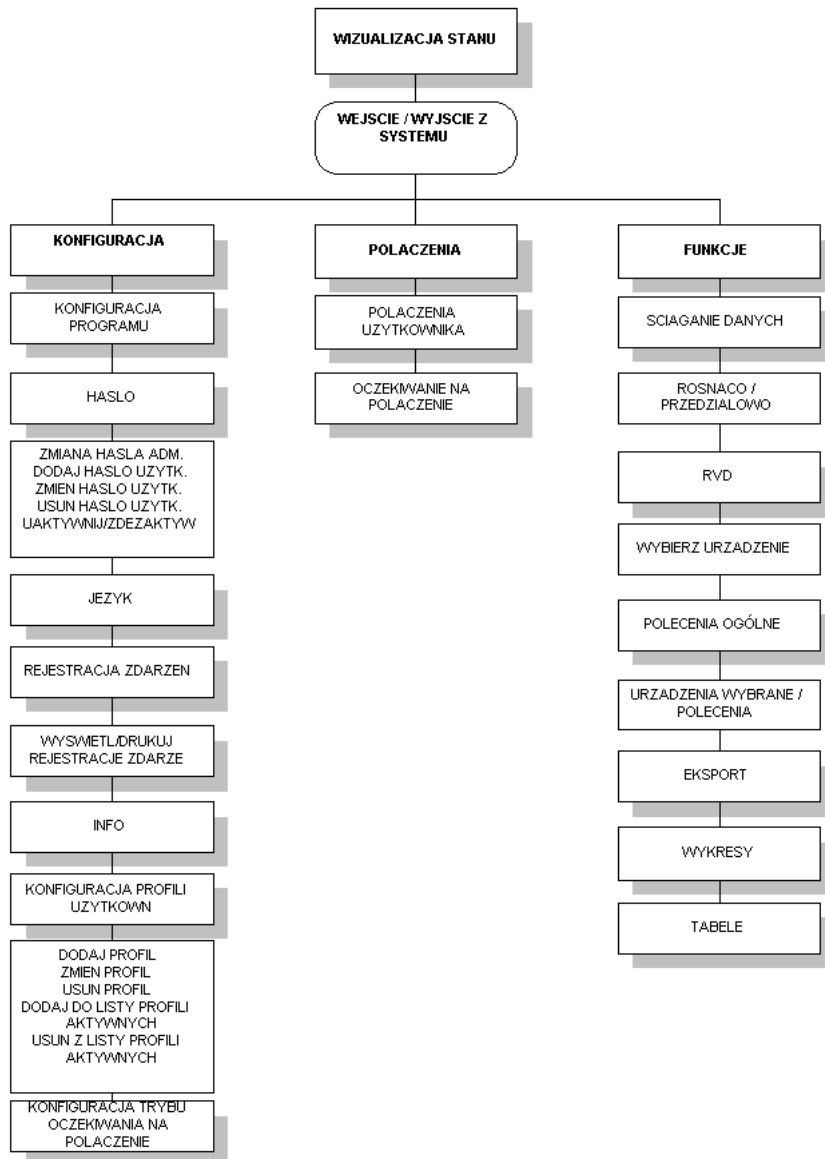 WIZUALIZACJA STANU
WEJSCIE / WYJSCIE Z
SYSTEMU
KONFIGURACJA
KONFIGURACJA
PROGRAMU
HASLO
ZMIANA HASLA ADM.
DODAJ HASLO UZYTK.
ZMIEN HASLO UZYTK.
USUN HASLO UZYTK.
UAKTYWNIJ/ZDEZAKTYW
JEZYK
REJESTRACJA ZDARZEN
WYSWIETL/DRUKUJ
REJESTRACJE ZDARZE
INFO
KONFIGURACJA PROFILI
UZYTKOWN
DODAJ PROFIL
ZMIEN PROFIL
USUN PROFIL
DODAJ DO LISTY PROFILI
AKTYWNYCH
USUN Z LISTY PROFILI
AKTYWNYCH
KONFIGURACJA TRYBU
OCZEKIWANIA NA
POLACZENIE
POLACZENIA
POLACZENIA
UZYTKOWNIKA
OCZEKIWANIE NA
POLACZENIE
FUNKCJE
SCIAGANIE DANYCH
ROSNACO /
PRZEDZIALOWO
RVD
WYBIERZ URZADZENIE
POLECENIA OGÓLNE
URZADZENIA WYBRANE /
POLECENIA
EKSPORT
WYKRESY
TABELE